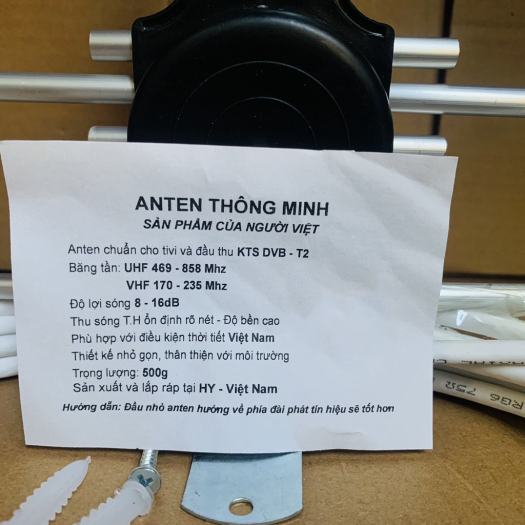 ANTEN THÔNG MINH
SẢN PHẨM CỦA NGƯỜI VIỆT
Anten chuẩn cho tivi và đầu thu KTS DVB - T2
Băng tần: UHF 469 - 858 Mhz
VHF 170 - 235 Mhz
Độ lợi sóng 8 - 16dB
Thu sóng T.H ổn định rõ nét - Độ bền cao
Phù hợp với điều kiện thời tiết Việt Nam
Thiết kế nhỏ gọn, thân thiện với môi trường
Trọng lượng: 500g
Sản xuất và lắp ráp tại HY - Việt Nam
Hướng dẫn: Đầu nhỏ anten hướng về phía đài phát tín hiệu sẽ tốt hơn
RG6 75Ω